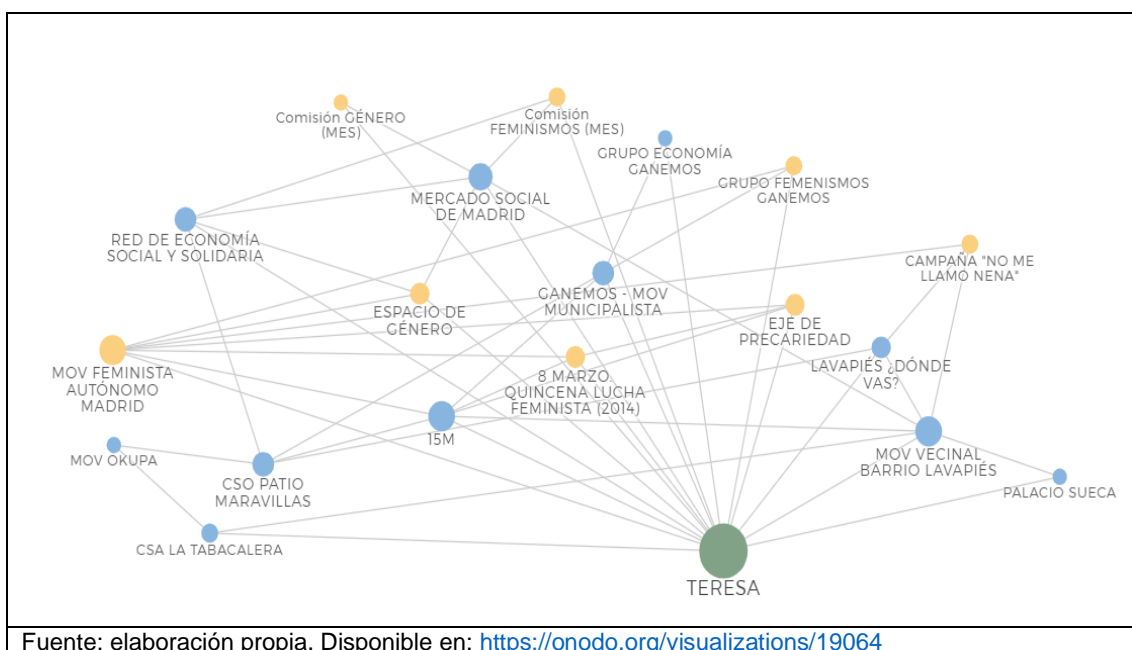 Comisión GÉNERO
(MES)
Comisión
FEMINISMOS (MES)
GRUPO ECONOMÍA
GANEMOS
GRUPO FEMENISMOS
GANEMOS
MERCADO SOCIAL
DE MADRID
RED DE ECONOMÍA
SOCIAL Y SOLIDARIA
CAMPAÑA "NO ME
LLAMO NENA"
ESPACIO DE
GÉNERO
GANEMOS - MOV
MUNICIPALISTA
EJE DE
PRECARIEDAD
MOV FEMINISTA
AUTÓNOMO
MADRID
8 MARZO.
QUINCENA LUCHA
FEMINISTA (2014)
LAVAPIÉS ¿DÓNDE
VAS?
15M
MOV VECINAL
BARRIO LAVAPIÉS
MOV OKUPA
CSO PATIO
MARAVILLAS
PALACIO SUECA
CSA LA TABACALERA
TERESA
Fuente: elaboración propia. Disponible en: https://onodo.org/visualizations/19064